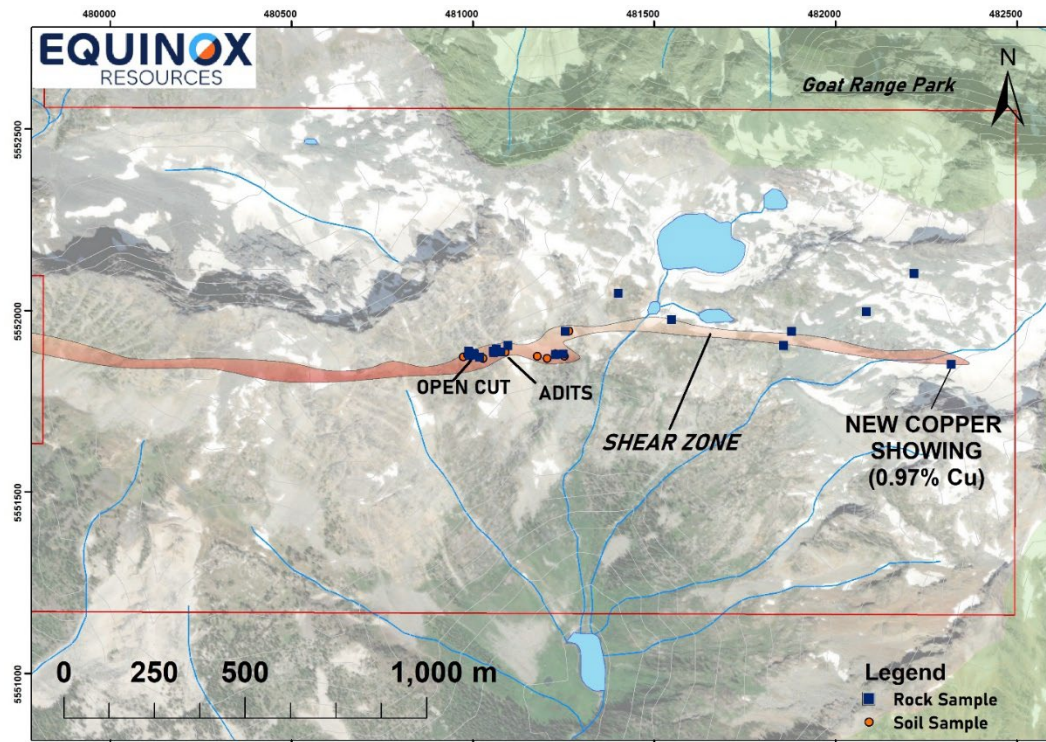 480000 480500 481000 481500 482000 482500
EQUINOX
RESOURCES
Goat Range Park
N
5552500
5552000
5551500
5551000
OPEN CUT
ADITS
SHEAR ZONE
NEW COPPER
SHOWING
(0.97% Cu)
0 250 500 1,000 m
Legend
Rock Sample
Soil Sample